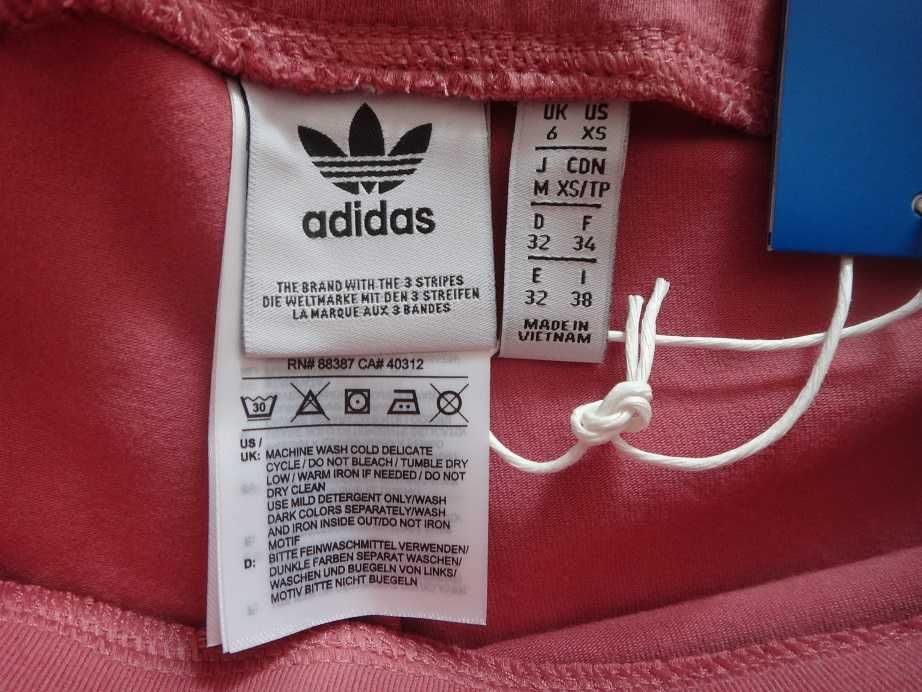 adidas
THE BRAND WITH THE 3 STRIPES
DIE WELTMARKE MIT DEN 3 STREIFEN
LA MARQUE AUX 3 BANDES
RN# 88387 CA# 40312
30
US /
UK: MACHINE WASH COLD DELICATE
CYCLE / DO NOT BLEACH / TUMBLE DRY
LOW / WARM IRON IF NEEDED / DO NOT
DRY CLEAN
USE MILD DETERGENT ONLY/WASH
DARK COLORS SEPARATELY/WASH
AND IRON INSIDE OUT/DO NOT IRON
MOTIF
D: BITTE FEINWASCHMITTEL VERWENDEN/
DUNKLE FARBEN SEPARAT WASCHEN/
WASCHEN UND BUEGELN VON LINKS/
MOTIV BITTE NICHT BUEGELN
UK US
6 XS
J CDN
M XS/TP
D F
32 34
E I
32 38
MADE IN
VIETNAM